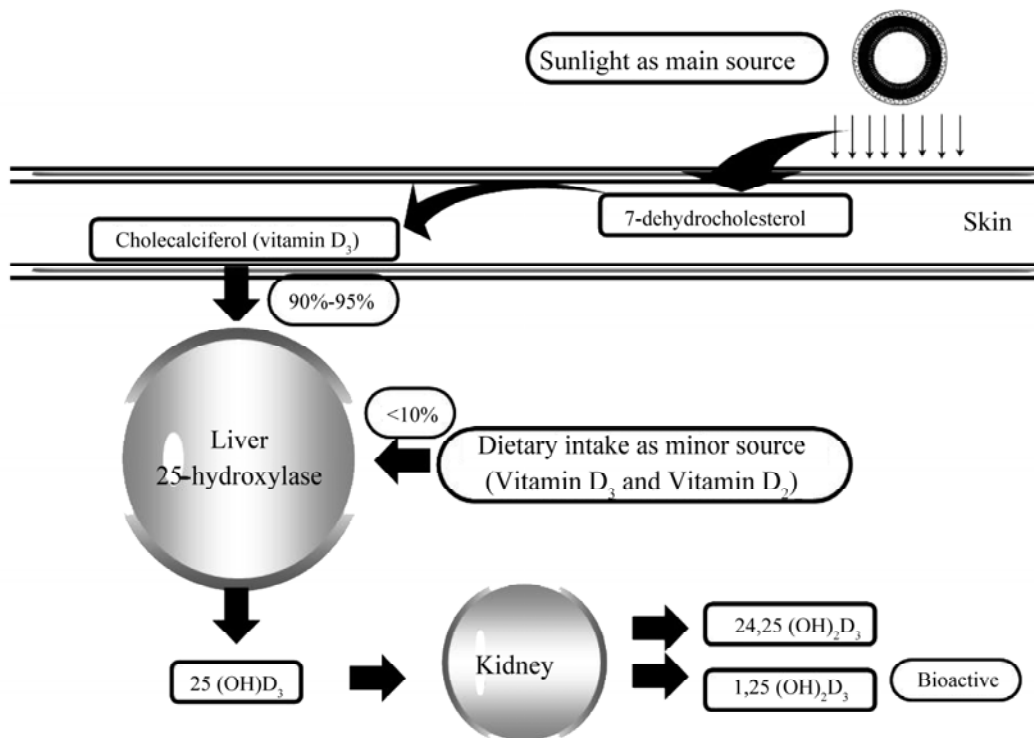 Sunlight as main source
7-dehydrocholesterol
Skin
Cholecalciferol (vitamin D₃)
90%-95%
<10%
Liver
25-hydroxylase
Dietary intake as minor source
(Vitamin D₃ and Vitamin D₂)
24,25 (OH)₂D₃
Kidney
25 (OH)D₃
1,25 (OH)₂D₃
Bioactive